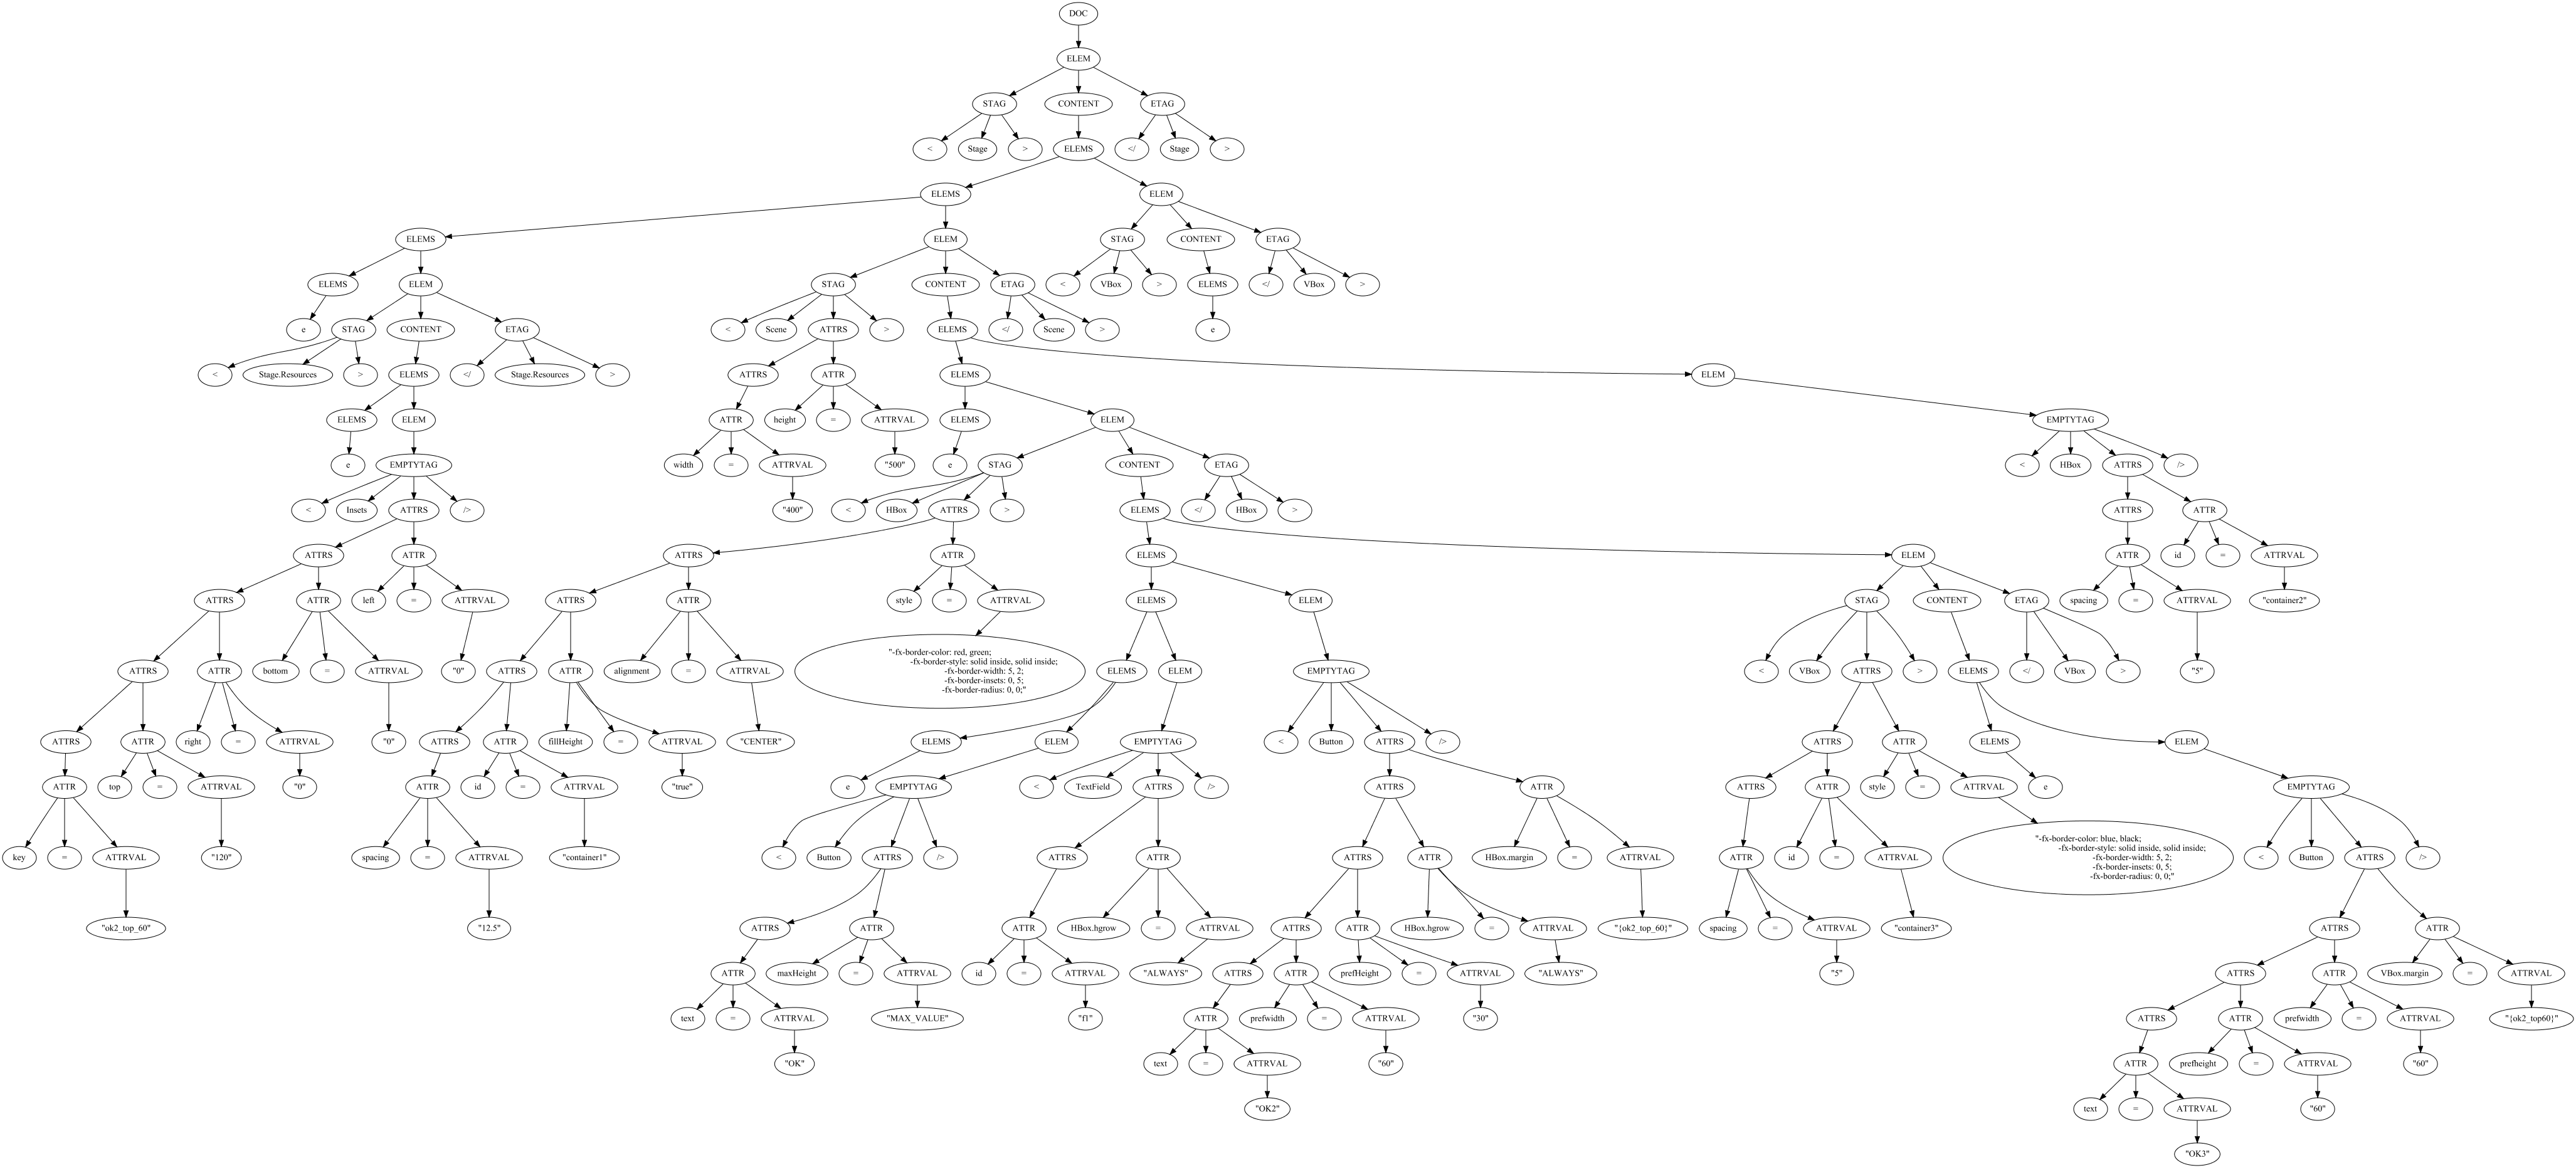 DOC
ELEM
STAG CONTENT ETAG
< Stage > ELEMS </ Stage >
ELEMS ELEM
ELEMS ELEM STAG CONTENT ETAG
ELEMS ELEM STAG CONTENT ETAG < VBox > ELEMS </ VBox >
e STAG CONTENT ETAG < Scene ATTRS > ELEMS </ Scene > e
< Stage.Resources > ELEMS </ Stage.Resources > ATTRS ATTR ELEMS ELEM
ELEMS ELEM ATTR height = ATTRVAL ELEMS ELEM EMPTYTAG
e EMPTYTAG width = ATTRVAL "500" e STAG CONTENT ETAG < HBox ATTRS />
< Insets ATTRS /> "400" < HBox ATTRS > ELEMS </ HBox > ATTRS ATTR
ATTRS ATTR ATTRS ATTR ELEMS ELEM ATTR id = ATTRVAL
ATTRS ATTR left = ATTRVAL ATTRS ATTR style = ATTRVAL ELEMS ELEM STAG CONTENT ETAG spacing = ATTRVAL "container2"
ATTRS ATTR bottom = ATTRVAL "0" ATTRS ATTR alignment = ATTRVAL
"-fx-border-color: red, green;
-fx-border-style: solid inside, solid inside;
-fx-border-width: 5, 2;
-fx-border-insets: 0, 5;
-fx-border-radius: 0, 0;"
ELEMS ELEM EMPTYTAG < VBox ATTRS > ELEMS </ VBox > "5"
ATTRS ATTR right = ATTRVAL "0" ATTRS ATTR fillHeight = ATTRVAL "CENTER" ELEMS ELEM EMPTYTAG < Button ATTRS /> ATTRS ATTR ELEMS ELEM
ATTR top = ATTRVAL "0" ATTR id = ATTRVAL "true" e EMPTYTAG < TextField ATTRS /> ATTRS ATTR ATTRS ATTR style = ATTRVAL e EMPTYTAG
key = ATTRVAL "120" spacing = ATTRVAL "container1" < Button ATTRS /> ATTRS ATTR ATTRS ATTR HBox.margin = ATTRVAL ATTR id = ATTRVAL
"-fx-border-color: blue, black;
-fx-border-style: solid inside, solid inside;
-fx-border-width: 5, 2;
-fx-border-insets: 0, 5;
-fx-border-radius: 0, 0;"
< Button ATTRS />
"ok2_top_60" "12.5" ATTRS ATTR ATTR HBox.hgrow = ATTRVAL ATTRS ATTR HBox.hgrow = ATTRVAL "{ok2_top_60}" spacing = ATTRVAL "container3" ATTRS ATTR
ATTR maxHeight = ATTRVAL id = ATTRVAL "ALWAYS" ATTRS ATTR prefHeight = ATTRVAL "ALWAYS" "5" ATTRS ATTR VBox.margin = ATTRVAL
text = ATTRVAL "MAX_VALUE" "f1" ATTR prefwidth = ATTRVAL "30" ATTRS ATTR prefwidth = ATTRVAL "{ok2_top60}"
"OK" text = ATTRVAL "60" ATTR prefheight = ATTRVAL "60"
"OK2" text = ATTRVAL "60"
"OK3"